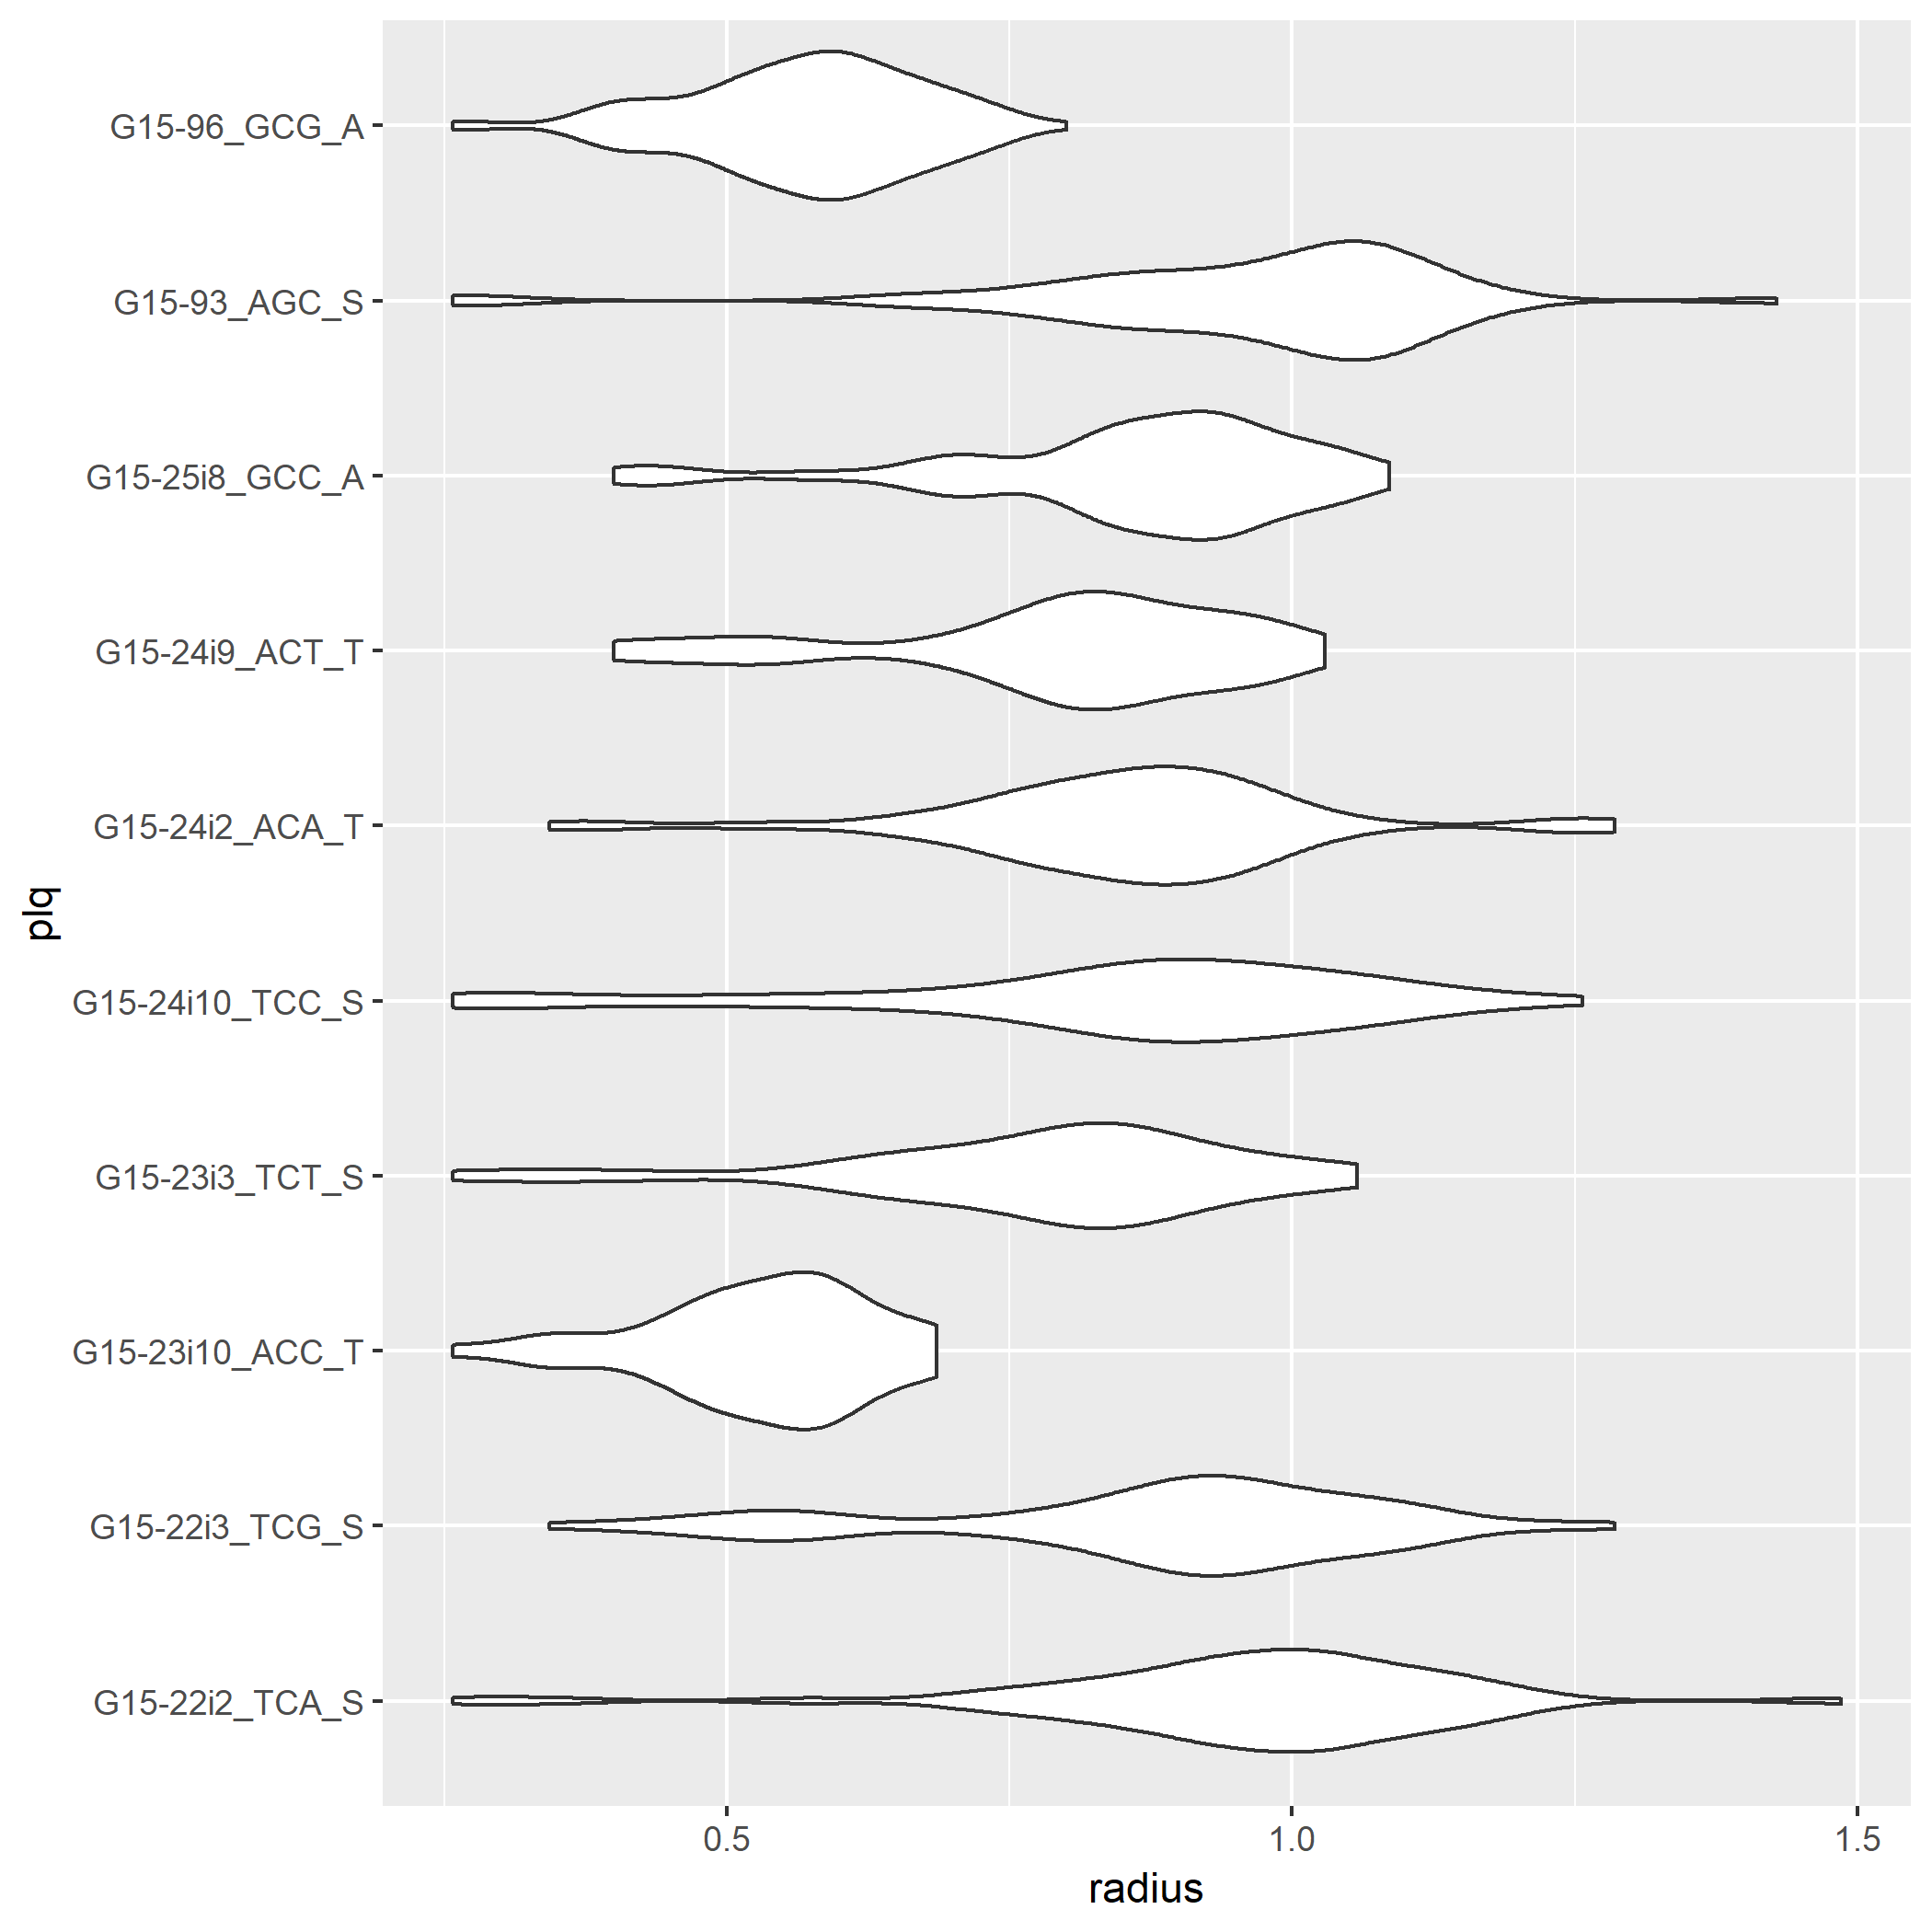 G15-96_GCG_A
G15-93_AGC_S
G15-25i8_GCC_A
G15-24i9_ACT_T
G15-24i2_ACA_T
G15-24i10_TCC_S
G15-23i3_TCT_S
G15-23i10_ACC_T
G15-22i3_TCG_S
G15-22i2_TCA_S
plq
0.5 1.0 1.5
radius